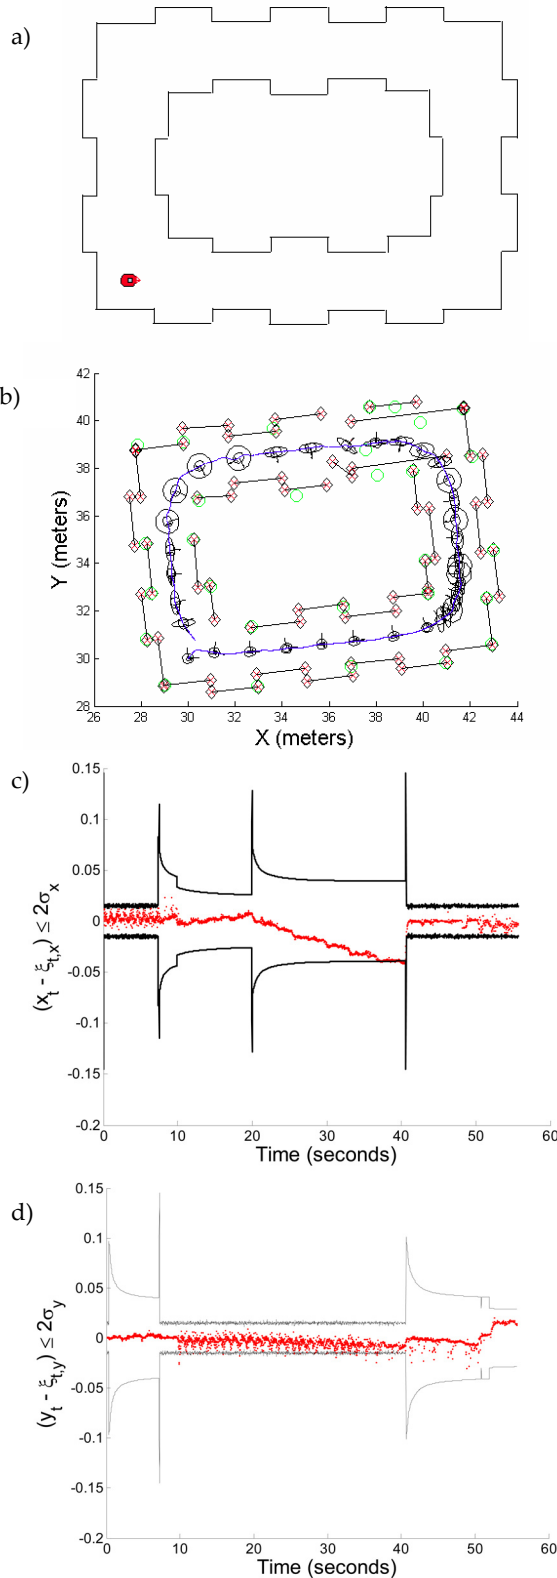 a)
b)
42
40
38
36
34
32
30
28
Y (meters)
26 28 30 32 34 36 38 40 42 44
X (meters)
c)
0.15
0.1
0.05
0
-0.05
-0.1
-0.15
-0.2
(x_t - ξ_{t,x}) ≤ 2σ_x
0 10 20 30 40 50 60
Time (seconds)
d)
0.15
0.1
0.05
0
-0.05
-0.1
-0.15
-0.2
(y_t - ξ_{t,y}) ≤ 2σ_y
0 10 20 30 40 50 60
Time (seconds)